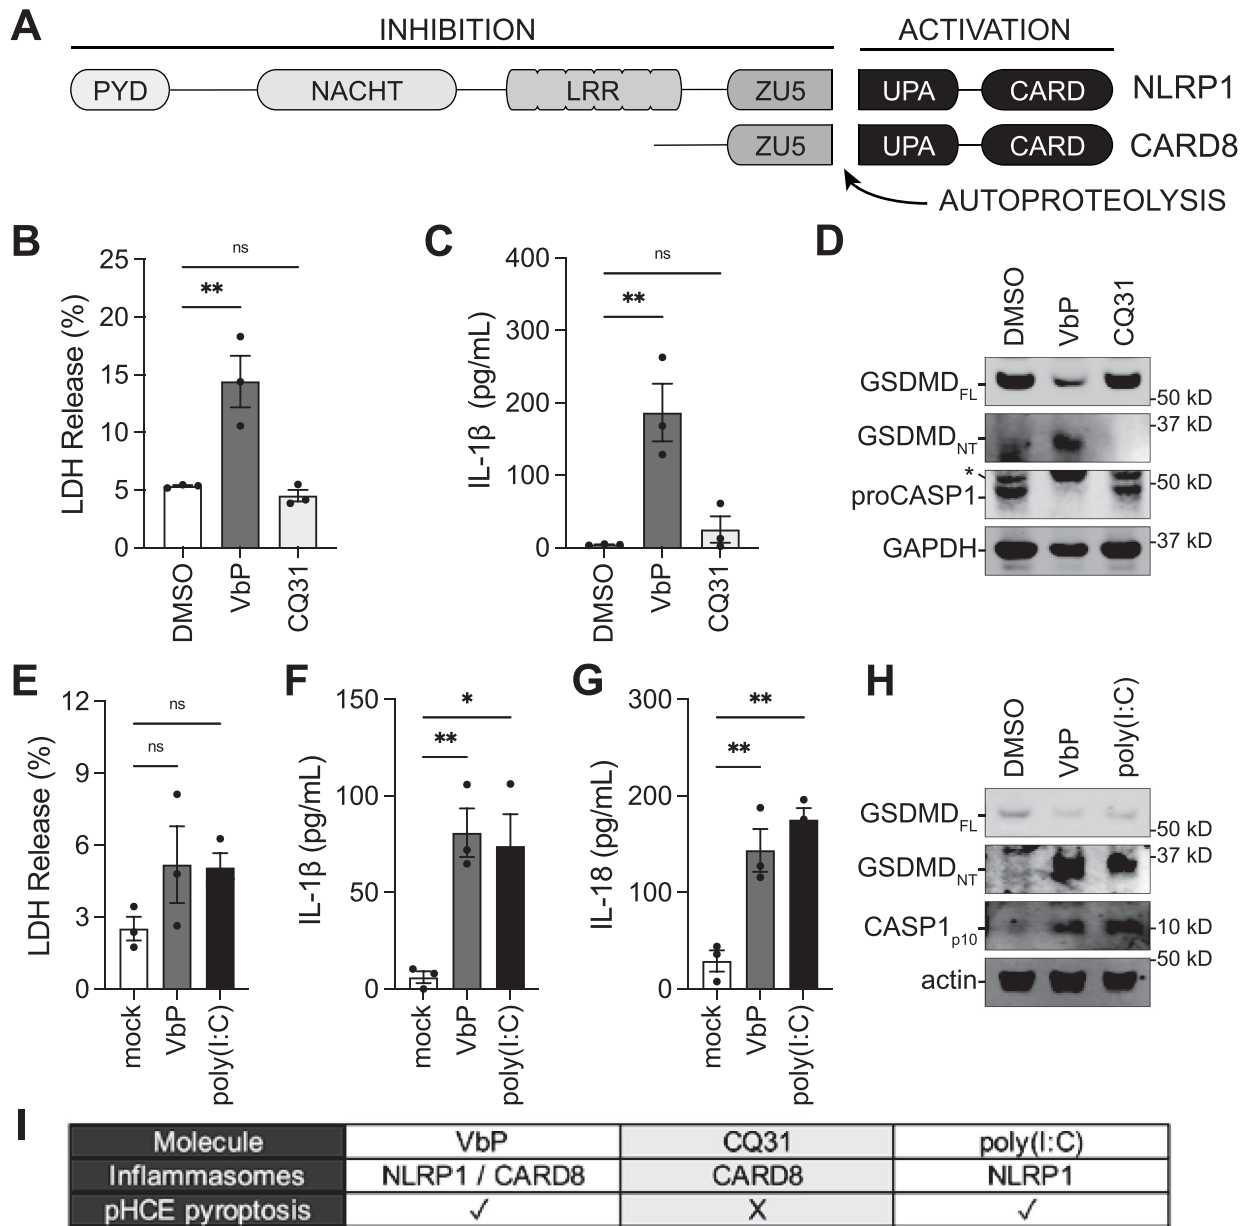 A
INHIBITION ACTIVATION
PYD NACHT LRR ZU5 UPA CARD NLRP1
ZU5 UPA CARD CARD8
AUTOPROTEOLYSIS
B
LDH Release (%)
25
20
15
10
5
0
ns
**
DMSO VbP CQ31
C
IL-1β (pg/mL)
400
300
200
100
0
ns
**
DMSO VbP CQ31
D
DMSO VbP CQ31
GSDMD_FL 50 kD
GSDMD_NT 37 kD
*
proCASP1 50 kD
GAPDH 37 kD
E
LDH Release (%)
12
9
6
3
0
ns
ns
mock VbP poly(I:C)
F
IL-1β (pg/mL)
150
100
50
0
*
**
mock VbP poly(I:C)
G
IL-18 (pg/mL)
300
200
100
0
**
**
mock VbP poly(I:C)
H
DMSO VbP poly(I:C)
GSDMD_FL 50 kD
GSDMD_NT 37 kD
CASP1_p10 10 kD
50 kD
actin
I
Molecule VbP CQ31 poly(I:C)
Inflammasomes NLRP1 / CARD8 CARD8 NLRP1
pHCE pyroptosis ✓ X ✓